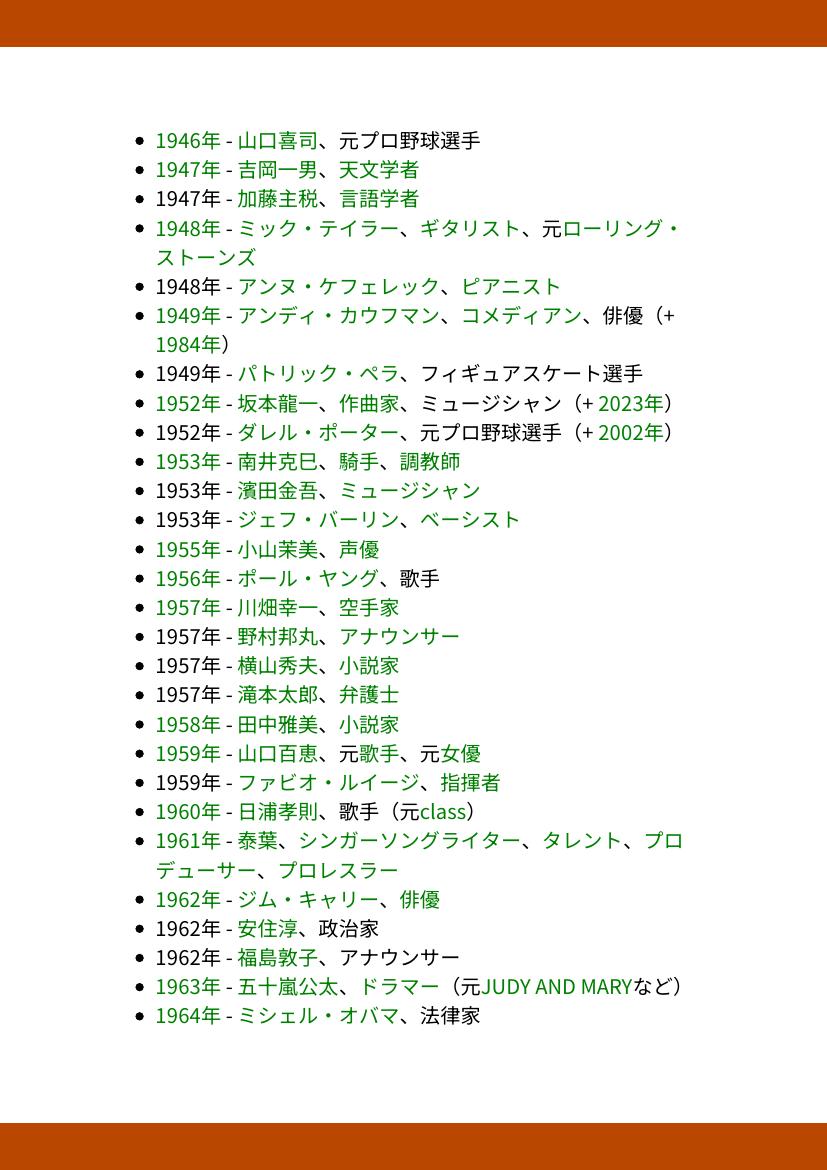 1946年 - 山口喜司、元プロ野球選手
1947年 - 吉岡一男、天文学者
1947年 - 加藤主税、言語学者
1948年 - ミック・テイラー、ギタリスト、元ローリング・
ストーンズ
1948年 - アンヌ・ケフェレック、ピアニスト
1949年 - アンディ・カウフマン、コメディアン、俳優（+
1984年）
1949年 - パトリック・ペラ、フィギュアスケート選手
1952年 - 坂本龍一、作曲家、ミュージシャン（+ 2023年）
1952年 - ダレル・ポーター、元プロ野球選手（+ 2002年）
1953年 - 南井克巳、騎手、調教師
1953年 - 濱田金吾、ミュージシャン
1953年 - ジェフ・バーリン、ベーシスト
1955年 - 小山茉美、声優
1956年 - ポール・ヤング、歌手
1957年 - 川畑幸一、空手家
1957年 - 野村邦丸、アナウンサー
1957年 - 横山秀夫、小説家
1957年 - 滝本太郎、弁護士
1958年 - 田中雅美、小説家
1959年 - 山口百恵、元歌手、元女優
1959年 - ファビオ・ルイージ、指揮者
1960年 - 日浦孝則、歌手（元class）
1961年 - 泰葉、シンガーソングライター、タレント、プロ
デューサー、プロレスラー
1962年 - ジム・キャリー、俳優
1962年 - 安住淳、政治家
1962年 - 福島敦子、アナウンサー
1963年 - 五十嵐公太、ドラマー（元JUDY AND MARYなど）
1964年 - ミシェル・オバマ、法律家